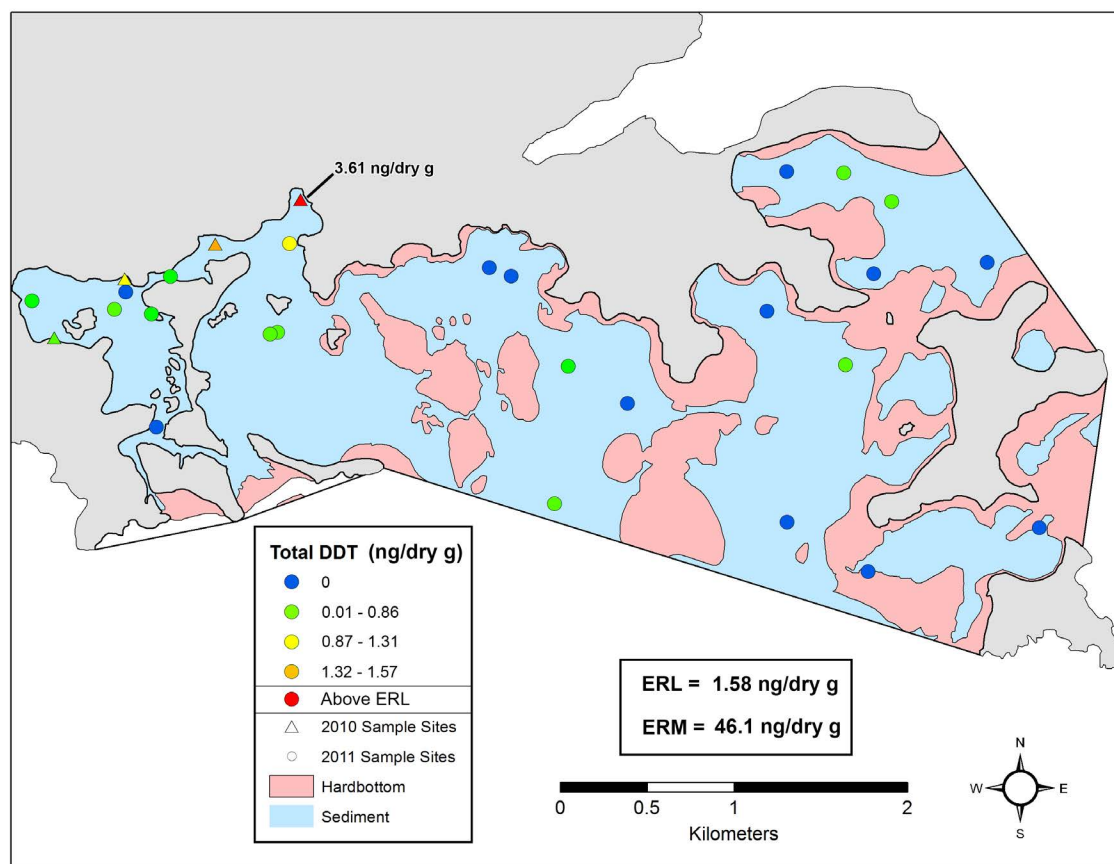 3.61 ng/dry g
Total DDT (ng/dry g)
0
0.01 - 0.86
0.87 - 1.31
1.32 - 1.57
Above ERL
2010 Sample Sites
2011 Sample Sites
Hardbottom
Sediment
ERL = 1.58 ng/dry g
ERM = 46.1 ng/dry g
0 0.5 1 2
Kilometers
N
W E
S